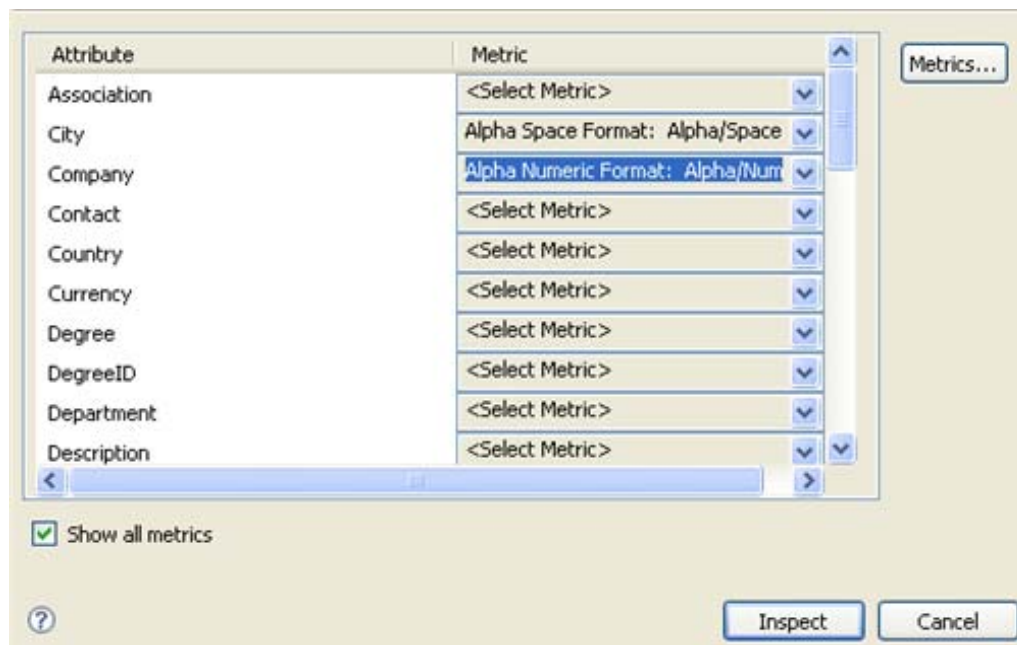 Attribute Metric
Metrics...
Association <Select Metric>
City Alpha Space Format: Alpha/Space
Company Alpha Numeric Format: Alpha/Num
Contact <Select Metric>
Country <Select Metric>
Currency <Select Metric>
Degree <Select Metric>
DegreeID <Select Metric>
Department <Select Metric>
Description <Select Metric>
Show all metrics
? Inspect Cancel